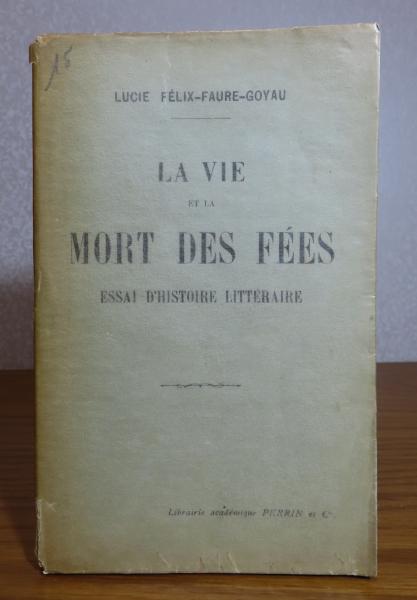 15
LUCIE FÉLIX-FAURE-GOYAU
LA VIE
ET LA
MORT DES FÉES
ESSAI D'HISTOIRE LITTÉRAIRE
Librairie académique PERRIN et Cie